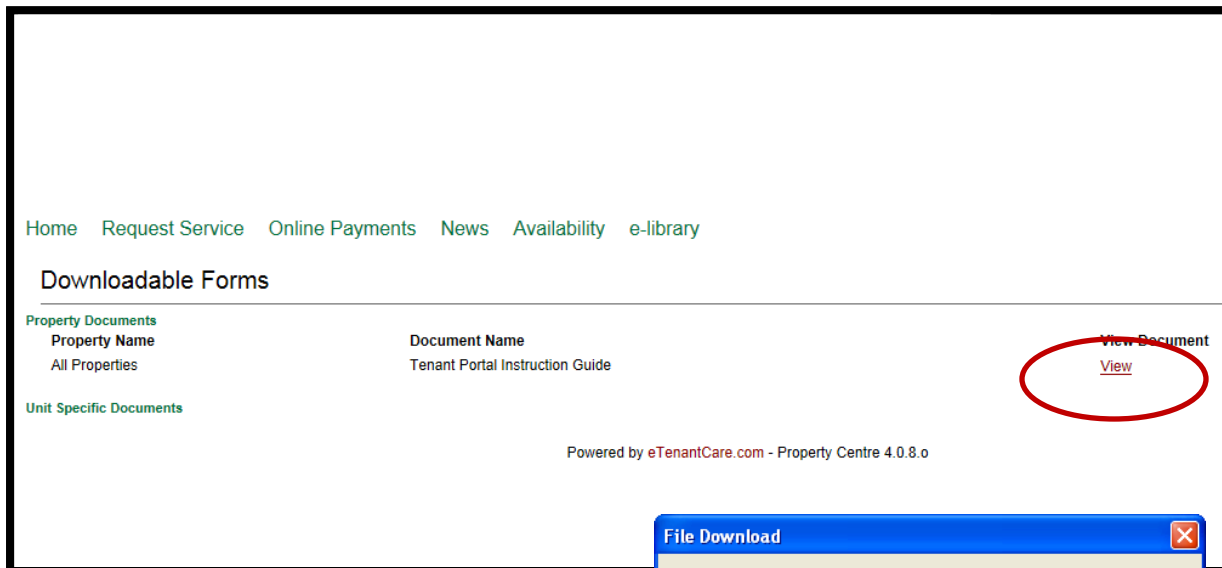 Home Request Service Online Payments News Availability e-library
Downloadable Forms
Property Documents
Property Name Document Name View Document
All Properties Tenant Portal Instruction Guide View
Unit Specific Documents
Powered by eTenantCare.com - Property Centre 4.0.8.o
File Download